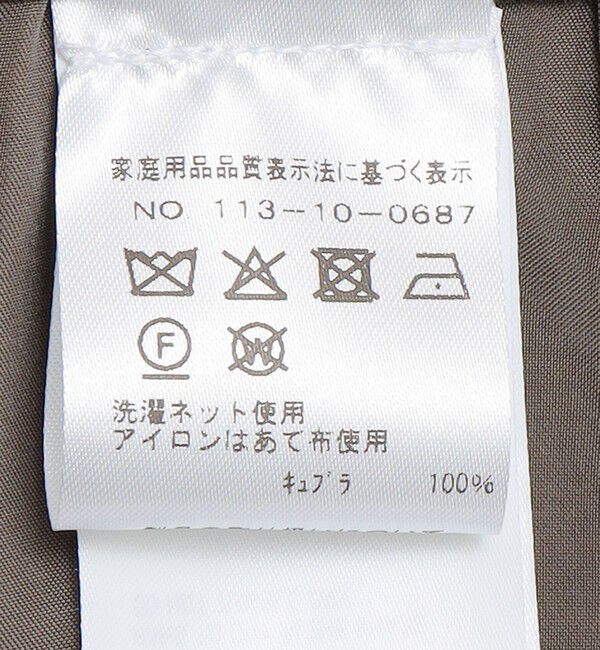 家庭用品品質表示法に基づく表示
NO 113-10-0687
F W
洗濯ネット使用
アイロンはあて布使用
キュプラ 100%